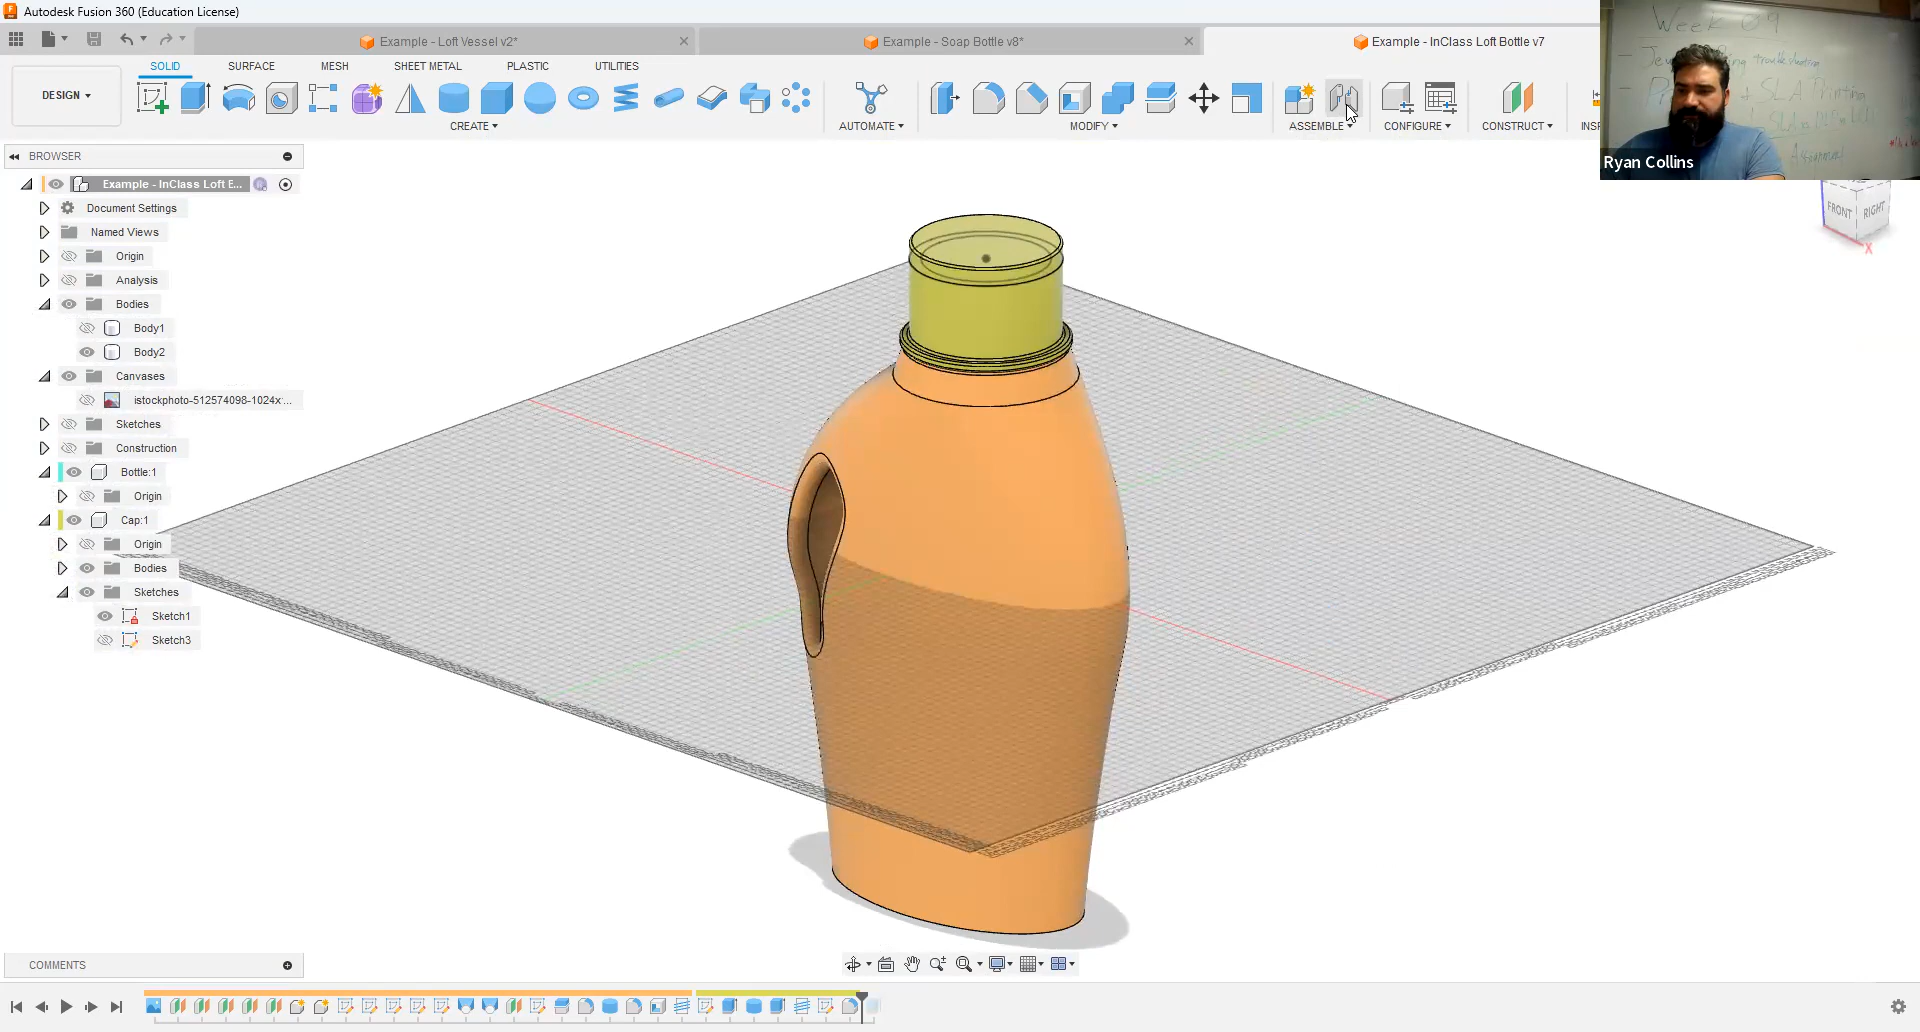 Autodesk Fusion 360 (Education License)
Example - Loft Vessel v2*
Example - Soap Bottle v8*
Example - InClass Loft Bottle v7
DESIGN
SOLID
SURFACE
MESH
SHEET METAL
PLASTIC
UTILITIES
CREATE
AUTOMATE
MODIFY
ASSEMBLE
CONFIGURE
CONSTRUCT
Week 09
SLA Printing
Ryan Collins
BROWSER
Example - InClass Loft E...
Document Settings
Named Views
Origin
Analysis
Bodies
Body1
Body2
Canvases
istockphoto-512574098-1024x...
Sketches
Construction
Bottle:1
Origin
Cap:1
Origin
Bodies
Sketches
Sketch1
Sketch3
FRONT
RIGHT
X
COMMENTS